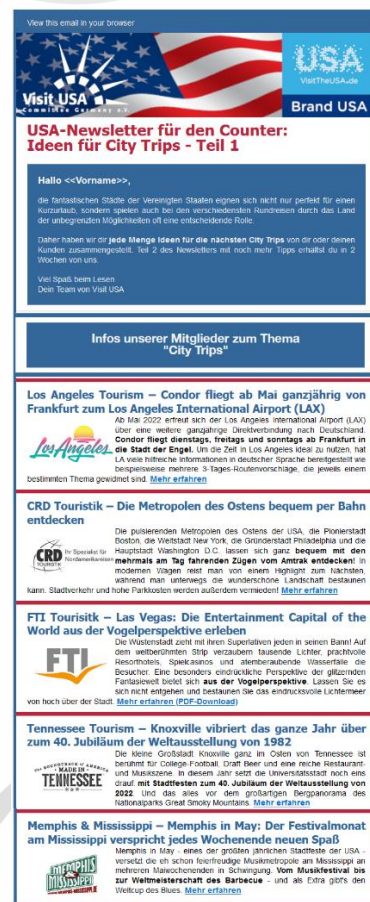 View this email in your browser
Visit USA
Committee Germany e.V.
USA
VisitTheUSA.de
Brand USA
USA-Newsletter für den Counter:
Ideen für City Trips - Teil 1
Hallo <<Vorname>>,
die fantastischen Städte der Vereinigten Staaten eignen sich nicht nur perfekt für einen
Kurzurlaub, sondern spielen auch bei den verschiedensten Rundreisen durch das Land
der unbegrenzten Möglichkeiten oft eine entscheidende Rolle.
Daher haben wir dir jede Menge Ideen für die nächsten City Trips von dir oder deinen
Kunden zusammengestellt. Teil 2 des Newsletters mit noch mehr Tipps erhältst du in 2
Wochen von uns.
Viel Spaß beim Lesen
Dein Team von Visit USA
Infos unserer Mitglieder zum Thema
"City Trips"
Los Angeles Tourism – Condor fliegt ab Mai ganzjährig von
Frankfurt zum Los Angeles International Airport (LAX)
Los Angeles
Ab Mai 2022 erfreut sich der Los Angeles International Airport (LAX)
über eine weitere ganzjährige Direktverbindung nach Deutschland.
Condor fliegt dienstags, freitags und sonntags ab Frankfurt in
die Stadt der Engel. Um die Zeit in Los Angeles ideal zu nutzen, hat
LA viele hilfreiche Informationen in deutscher Sprache bereitgestellt wie
beispielsweise mehrere 3-Tages-Routenvorschläge, die jeweils einem
bestimmten Thema gewidmet sind. Mehr erfahren
CRD Touristik – Die Metropolen des Ostens bequem per Bahn
entdecken
CRD
TOURISTIK
Ihr Spezialist für
Nordamerikareisen
Die pulsierenden Metropolen des Ostens der USA, die Pionierstadt
Boston, die Weltstadt New York, die Gründerstadt Philadelphia und die
Hauptstadt Washington D.C. lassen sich ganz bequem mit den
mehrmals am Tag fahrenden Zügen vom Amtrak entdecken! In
modernen Wagen reist man von einem Highlight zum Nächsten,
während man unterwegs die wunderschöne Landschaft bestaunen
kann. Stadtverkehr und hohe Parkkosten werden außerdem vermieden! Mehr erfahren
FTI Tourisitk – Las Vegas: Die Entertainment Capital of the
World aus der Vogelperspektive erleben
FTI
Die Wüstenstadt zieht mit ihren Superlativen jeden in seinen Bann! Auf
dem weltberühmten Strip verzaubern tausende Lichter, prachtvolle
Resorthotels, Spielkasinos und atemberaubende Wasserfälle die
Besucher. Eine besonders eindrückliche Perspektive der glitzernden
Fantasiewelt bietet sich aus der Vogelperspektive. Lassen Sie es
sich nicht entgehen und bestaunen Sie das eindrucksvolle Lichtermeer
von hoch über der Stadt. Mehr erfahren (PDF-Download)
Tennessee Tourism – Knoxville vibriert das ganze Jahr über
zum 40. Jubiläum der Weltausstellung von 1982
THE SOUNDTRACK of AMERICA
MADE IN
TENNESSEE
Die kleine Großstadt Knoxville ganz im Osten von Tennessee ist
berühmt für College-Football, Draft Beer und eine reiche Restaurant-
und Musikszene. In diesem Jahr setzt die Universitätsstadt noch eins
drauf: mit Stadtfesten zum 40. Jubiläum der Weltausstellung von
2022. Und das alles vor dem großartigen Bergpanorama des
Nationalparks Great Smoky Mountains. Mehr erfahren
Memphis & Mississippi – Memphis in May: Der Festivalmonat
am Mississippi verspricht jedes Wochenende neuen Spaß
MEMPHIS
MISSISSIPPI
Memphis in May - eines der größten jährlichen Stadtfeste der USA -
versetzt die eh schon feierfreudige Musikmetropole am Mississippi an
mehreren Maiwochenenden in Schwingung. Vom Musikfestival bis
zur Weltmeisterschaft des Barbecue - und als Extra gibt's den
Weltcup des Blues. Mehr erfahren